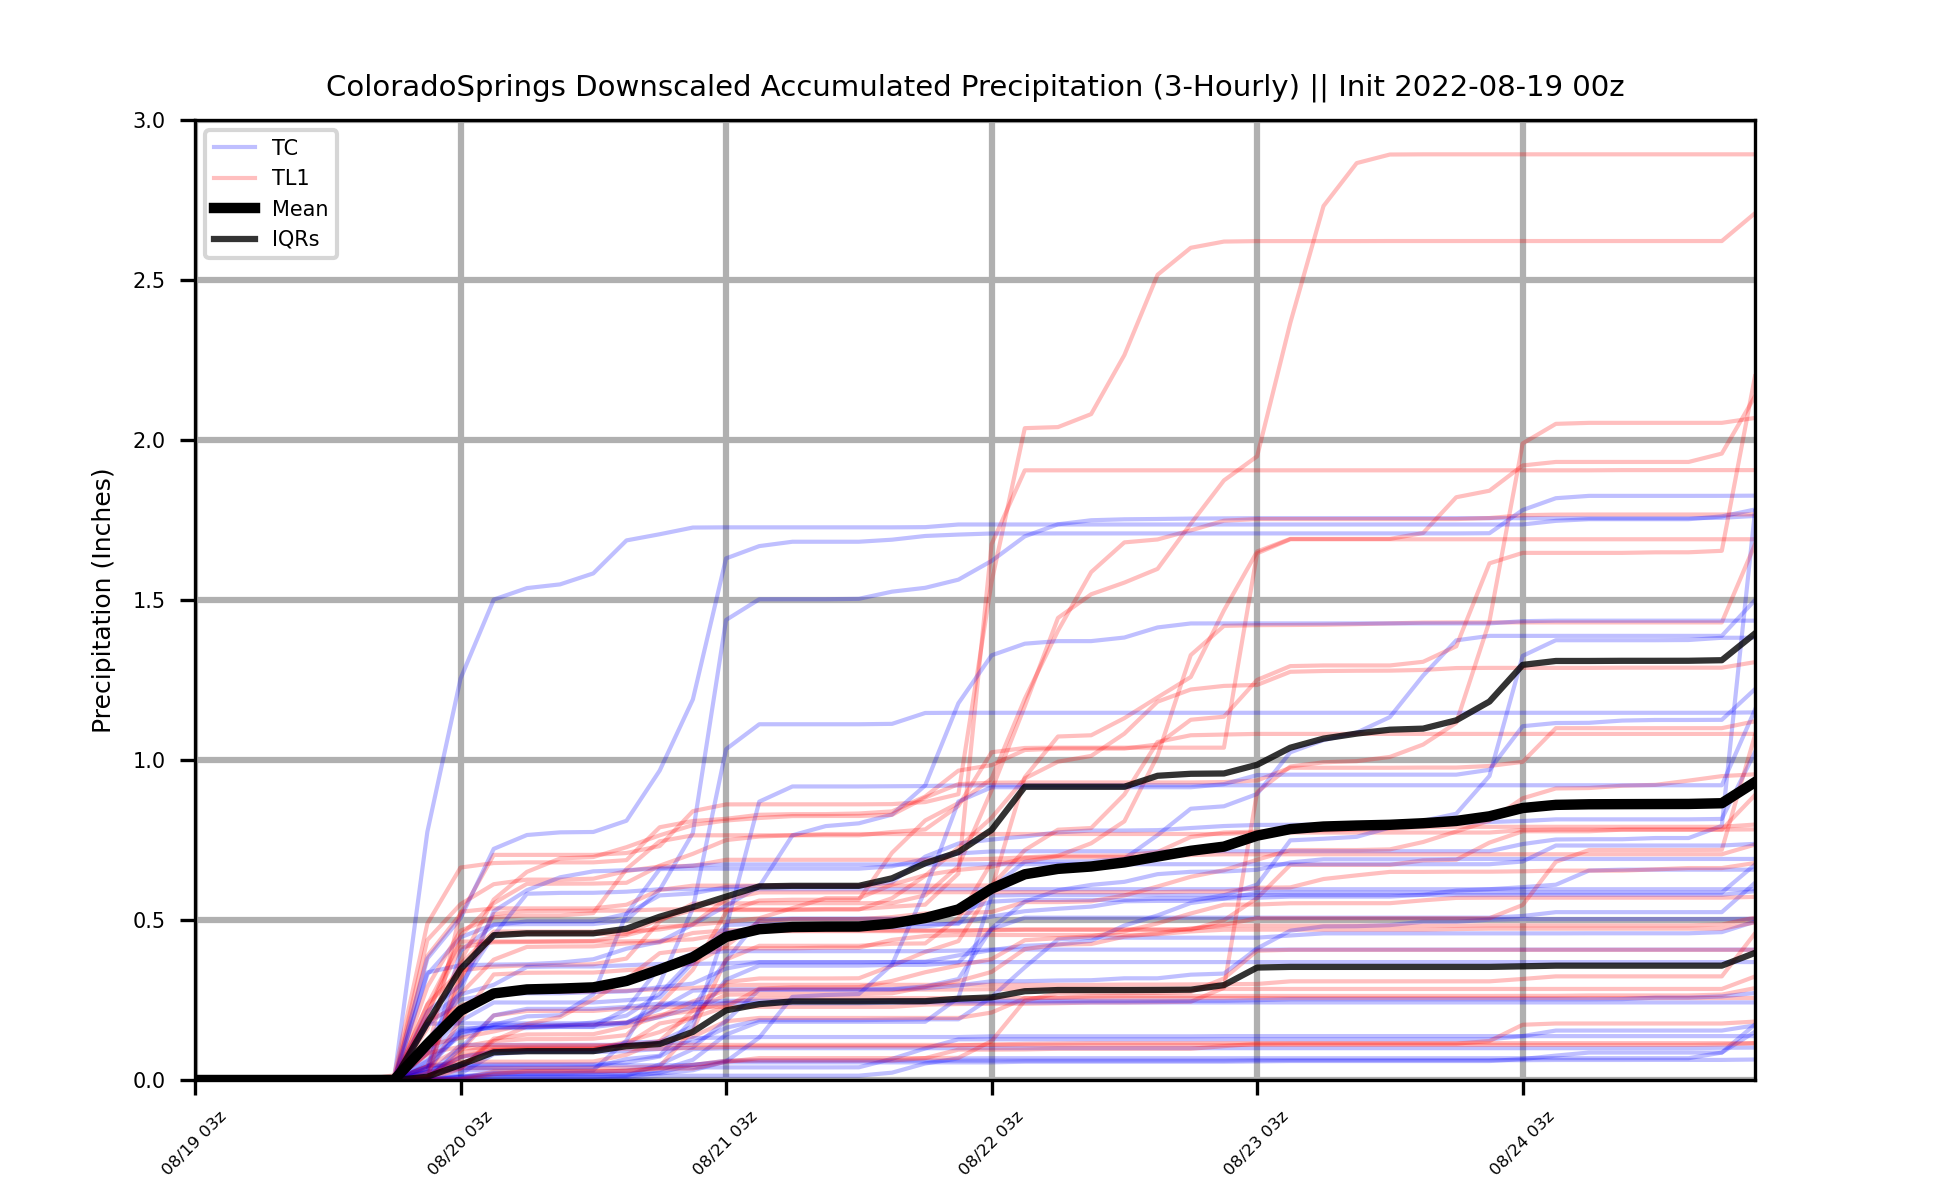 ColoradoSprings Downscaled Accumulated Precipitation (3-Hourly) || Init 2022-08-19 00z
3.0
2.5
2.0
1.5
1.0
0.5
0.0
Precipitation (Inches)
TC
TL1
Mean
IQRs
08/19 03z
08/20 03z
08/21 03z
08/22 03z
08/23 03z
08/24 03z